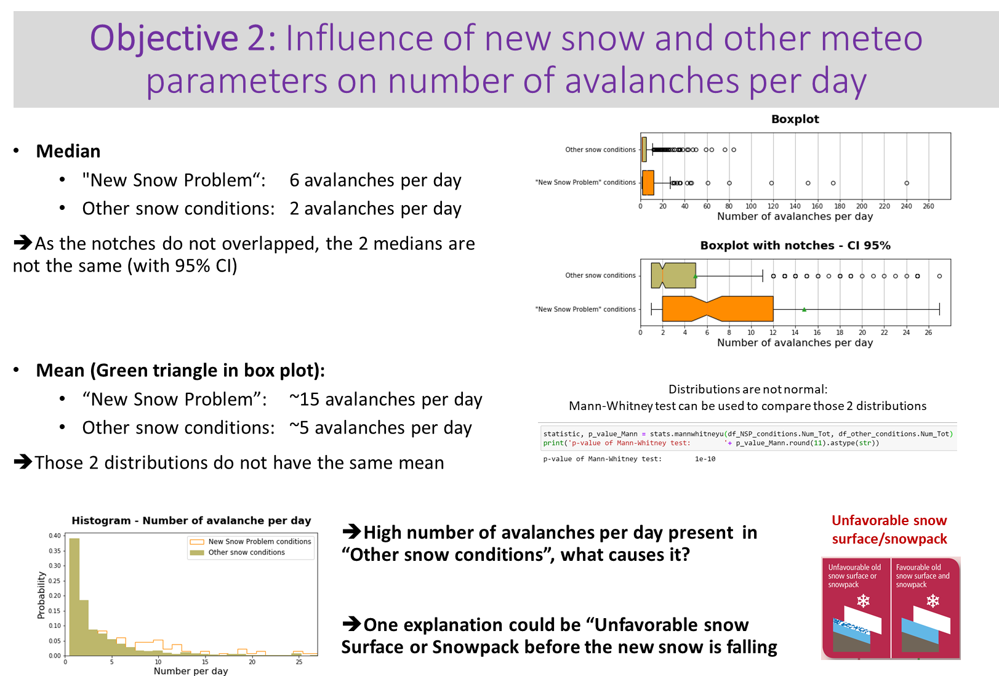 Objective 2: Influence of new snow and other meteo
parameters on number of avalanches per day
• Median
• "New Snow Problem“: 6 avalanches per day
• Other snow conditions: 2 avalanches per day
➔As the notches do not overlapped, the 2 medians are
not the same (with 95% CI)
Boxplot
Other snow conditions
"New Snow Problem" conditions
0 20 40 60 80 100 120 140 160 180 200 220 240 260
Number of avalanches per day
Boxplot with notches - CI 95%
Other snow conditions
"New Snow Problem" conditions
0 2 4 6 8 10 12 14 16 18 20 22 24 26
Number of avalanches per day
• Mean (Green triangle in box plot):
• “New Snow Problem”: ~15 avalanches per day
• Other snow conditions: ~5 avalanches per day
➔Those 2 distributions do not have the same mean
Distributions are not normal:
Mann-Whitney test can be used to compare those 2 distributions
statistic, p_value_Mann = stats.mannwhitneyu(df_NSP_conditions.Num_Tot, df_other_conditions.Num_Tot)
print('p-value of Mann-Whitney test: '+ p_value_Mann.round(11).astype(str))
p-value of Mann-Whitney test: 1e-10
Histogram - Number of avalanche per day
New Snow Problem conditions
Other snow conditions
Probability
0.40
0.35
0.30
0.25
0.20
0.15
0.10
0.05
0.00
0 5 10 15 20 25
Number per day
➔High number of avalanches per day present in
“Other snow conditions”, what causes it?
➔One explanation could be “Unfavorable snow
Surface or Snowpack before the new snow is falling
Unfavorable snow
surface/snowpack
Unfavourable old
snow surface or
snowpack
Favourable old
snow surface and
snowpack